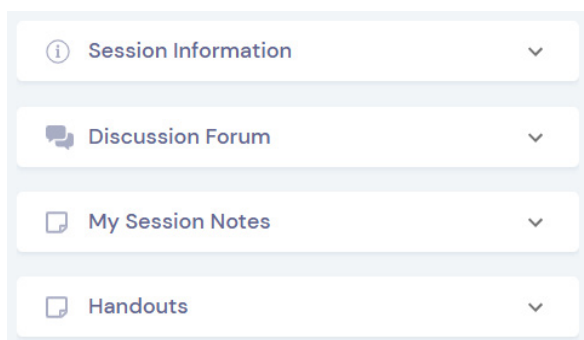 Session Information
Discussion Forum
My Session Notes
Handouts